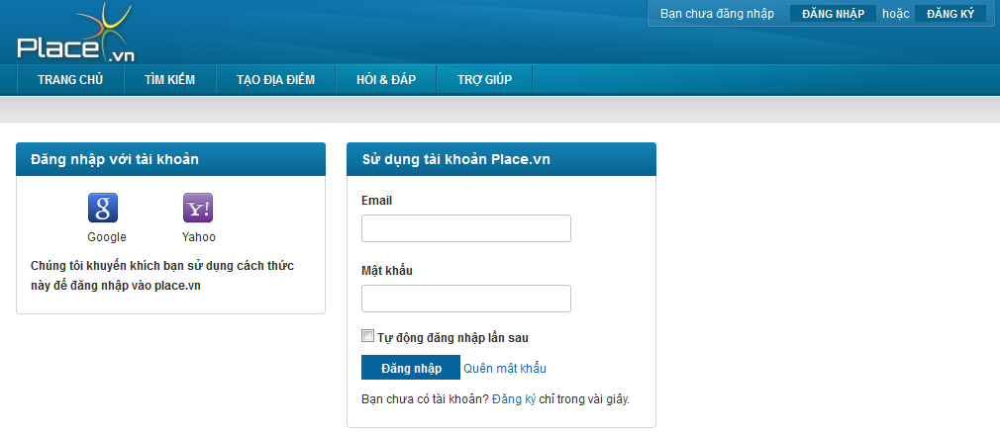 Bạn chưa đăng nhập ĐĂNG NHẬP hoặc ĐĂNG KÝ
Place.vn
TRANG CHỦ TÌM KIẾM TẠO ĐỊA ĐIỂM HỎI & ĐÁP TRỢ GIÚP
Đăng nhập với tài khoản
Google Yahoo
Chúng tôi khuyến khích bạn sử dụng cách thức
này để đăng nhập vào place.vn
Sử dụng tài khoản Place.vn
Email
Mật khẩu
Tự động đăng nhập lần sau
Đăng nhập Quên mật khẩu
Bạn chưa có tài khoản? Đăng ký chỉ trong vài giây.